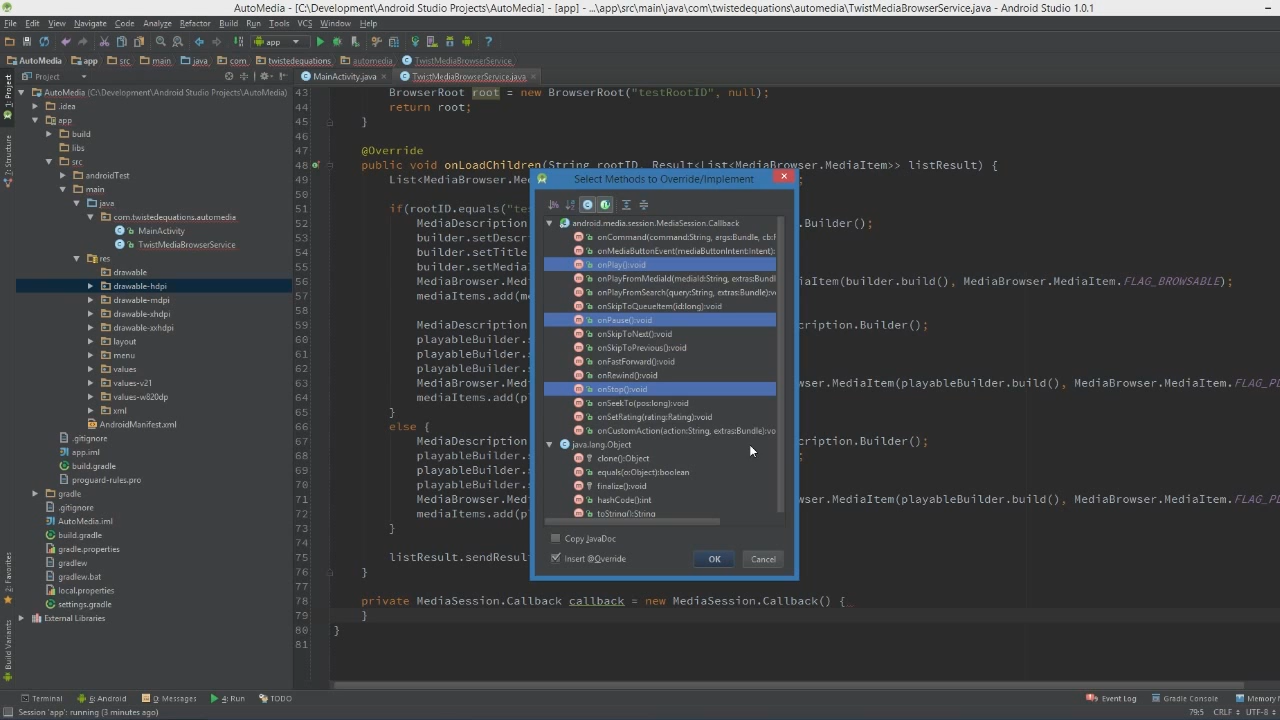 AutoMedia - [C:\Development\Android Studio Projects\AutoMedia] - [app] - ...\app\src\main\java\com\twistedequations\automedia\TwistMediaBrowserService.java - Android Studio 1.0.1
File Edit View Navigate Code Analyze Refactor Build Run Tools VCS Window Help
app
AutoMedia app src main java com twistedequations automedia TwistMediaBrowserService
Project MainActivity.java TwistMediaBrowserService.java
1: Project
7: Structure
2: Favorites
Build Variants
AutoMedia (C:\Development\Android Studio Projects\AutoMedia)
.idea
app
build
libs
src
androidTest
main
java
com.twistedequations.automedia
MainActivity
TwistMediaBrowserService
res
drawable
drawable-hdpi
drawable-mdpi
drawable-xhdpi
drawable-xxhdpi
layout
menu
values
values-v21
values-w820dp
xml
AndroidManifest.xml
.gitignore
app.iml
build.gradle
proguard-rules.pro
gradle
.gitignore
AutoMedia.iml
build.gradle
gradle.properties
gradlew
gradlew.bat
local.properties
settings.gradle
External Libraries
43 BrowserRoot root = new BrowserRoot("testRootID", null);
44 return root;
45 }
46
47 @Override
48 public void onLoadChildren(String rootID, Result<List<MediaBrowser.MediaItem>> listResult) {
49 List<MediaBrowser.Me ;
50
51 if(rootID.equals("te
52 MediaDescription n.Builder();
53 builder.setDescr
54 builder.setTitle
55 builder.setMedia
56 MediaBrowser.Med aItem(builder.build(), MediaBrowser.MediaItem.FLAG_BROWSABLE);
57 mediaItems.add(m
58
59 MediaDescription cription.Builder();
60 playableBuilder.s
61 playableBuilder.s
62 playableBuilder.s
63 MediaBrowser.Med r.MediaItem(playableBuilder.build(), MediaBrowser.MediaItem.FLAG_PL
64 mediaItems.add(p
65 }
66 else {
67 MediaDescription cription.Builder();
68 playableBuilder.s ;
69 playableBuilder.s
70 playableBuilder.s
71 MediaBrowser.Med r.MediaItem(playableBuilder.build(), MediaBrowser.MediaItem.FLAG_PL
72 mediaItems.add(p
73 }
74
75 listResult.sendResul
76 }
77
78 private MediaSession.Callback callback = new MediaSession.Callback() {
79 }
80 }
81
Select Methods to Override/Implement
android.media.session.MediaSession.Callback
onCommand(command:String, args:Bundle, cb:F
onMediaButtonEvent(mediaButtonIntent:Intent):
onPlay():void
onPlayFromMediaId(mediaId:String, extras:Bundl
onPlayFromSearch(query:String, extras:Bundle):v
onSkipToQueueItem(id:long):void
onPause():void
onSkipToNext():void
onSkipToPrevious():void
onFastForward():void
onRewind():void
onStop():void
onSeekTo(pos:long):void
onSetRating(rating:Rating):void
onCustomAction(action:String, extras:Bundle):vo
java.lang.Object
clone():Object
equals(o:Object):boolean
finalize():void
hashCode():int
toString():String
Copy JavaDoc
Insert @Override
OK Cancel
Terminal 6: Android 0: Messages 4: Run TODO Event Log Gradle Console Memory
Session 'app': running (3 minutes ago) 79:5 CRLF UTF-8